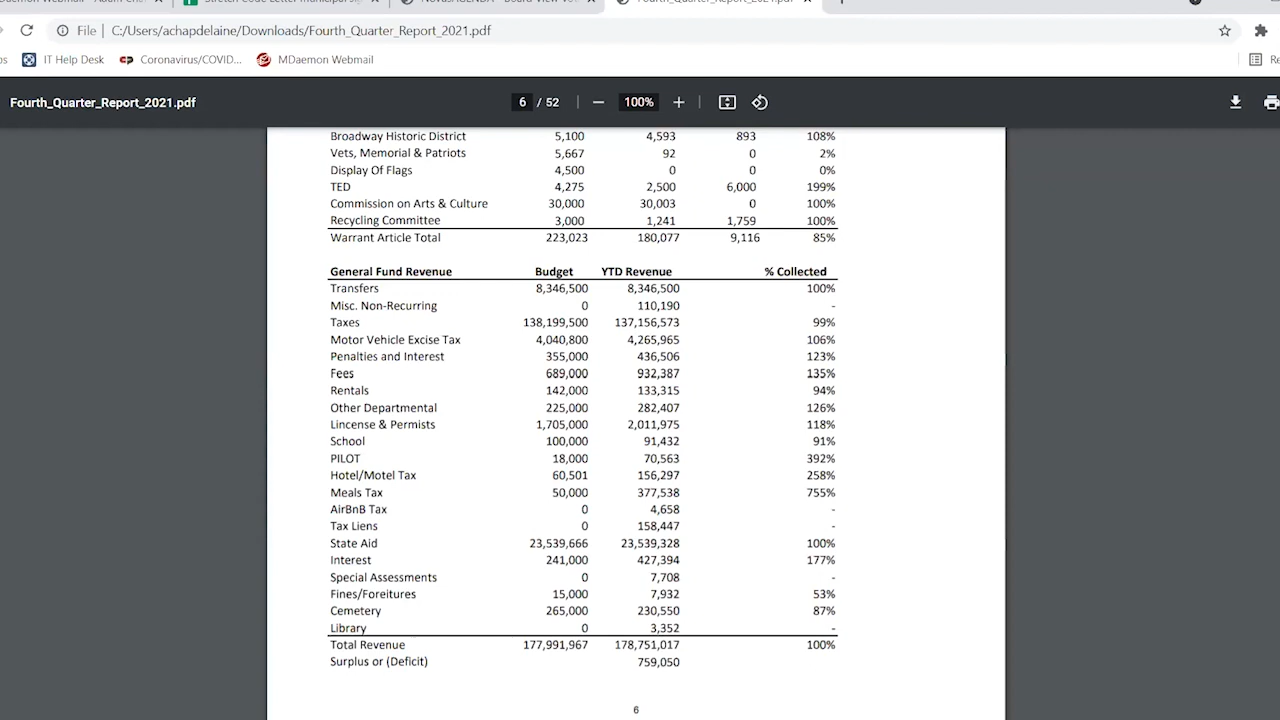 File C:/Users/achapdelaine/Downloads/Fourth_Quarter_Report_2021.pdf
IT Help Desk Coronavirus/COVID... MDaemon Webmail
Fourth_Quarter_Report_2021.pdf 6 / 52 100%
Broadway Historic District 5,100 4,593 893 108%
Vets, Memorial & Patriots 5,667 92 0 2%
Display Of Flags 4,500 0 0 0%
TED 4,275 2,500 6,000 199%
Commission on Arts & Culture 30,000 30,003 0 100%
Recycling Committee 3,000 1,241 1,759 100%
Warrant Article Total 223,023 180,077 9,116 85%
General Fund Revenue Budget YTD Revenue % Collected
Transfers 8,346,500 8,346,500 100%
Misc. Non-Recurring 0 110,190 -
Taxes 138,199,500 137,156,573 99%
Motor Vehicle Excise Tax 4,040,800 4,265,965 106%
Penalties and Interest 355,000 436,506 123%
Fees 689,000 932,387 135%
Rentals 142,000 133,315 94%
Other Departmental 225,000 282,407 126%
Lincense & Permists 1,705,000 2,011,975 118%
School 100,000 91,432 91%
PILOT 18,000 70,563 392%
Hotel/Motel Tax 60,501 156,297 258%
Meals Tax 50,000 377,538 755%
AirBnB Tax 0 4,658 -
Tax Liens 0 158,447 -
State Aid 23,539,666 23,539,328 100%
Interest 241,000 427,394 177%
Special Assessments 0 7,708 -
Fines/Foreitures 15,000 7,932 53%
Cemetery 265,000 230,550 87%
Library 0 3,352 -
Total Revenue 177,991,967 178,751,017 100%
Surplus or (Deficit) 759,050
6